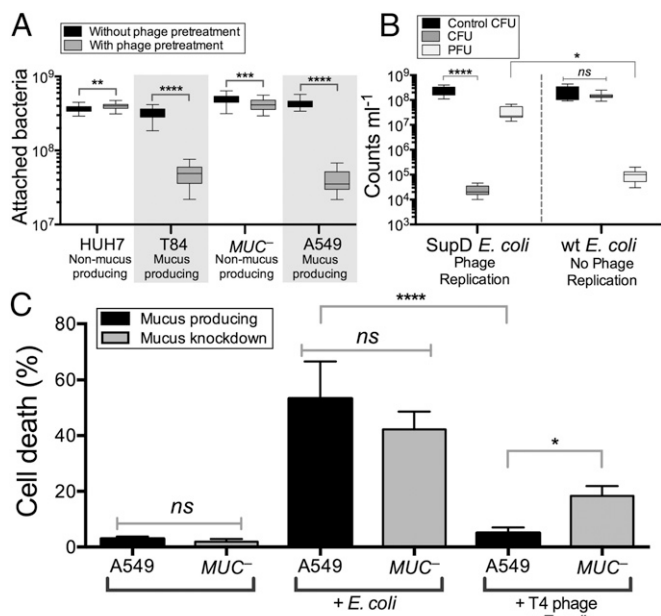 A
Without phage pretreatment
With phage pretreatment
Attached bacteria
10⁹
10⁸
10⁷
**
****
***
****
HUH7
Non-mucus
producing
T84
Mucus
producing
MUC⁻
Non-mucus
producing
A549
Mucus
producing
B
Control CFU
CFU
PFU
Counts ml⁻¹
10⁹
10⁸
10⁷
10⁶
10⁵
10⁴
10³
****
*
ns
SupD E. coli
Phage
Replication
wt E. coli
No Phage
Replication
C
Mucus producing
Mucus knockdown
Cell death (%)
80
60
40
20
0
ns
ns
****
*
A549
MUC⁻
A549
MUC⁻
A549
MUC⁻
+ E. coli
+ T4 phage